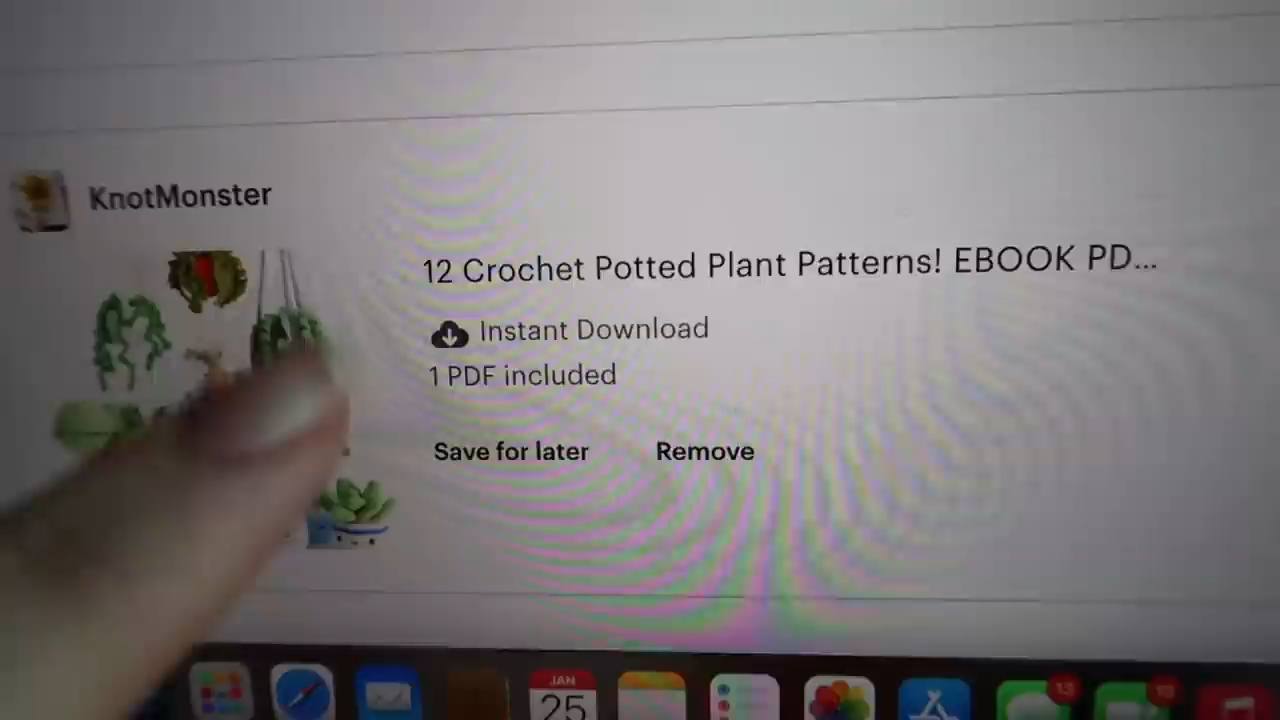 KnotMonster
12 Crochet Potted Plant Patterns! EBOOK PD...
Instant Download
1 PDF included
Save for later
Remove
JAN
25
13